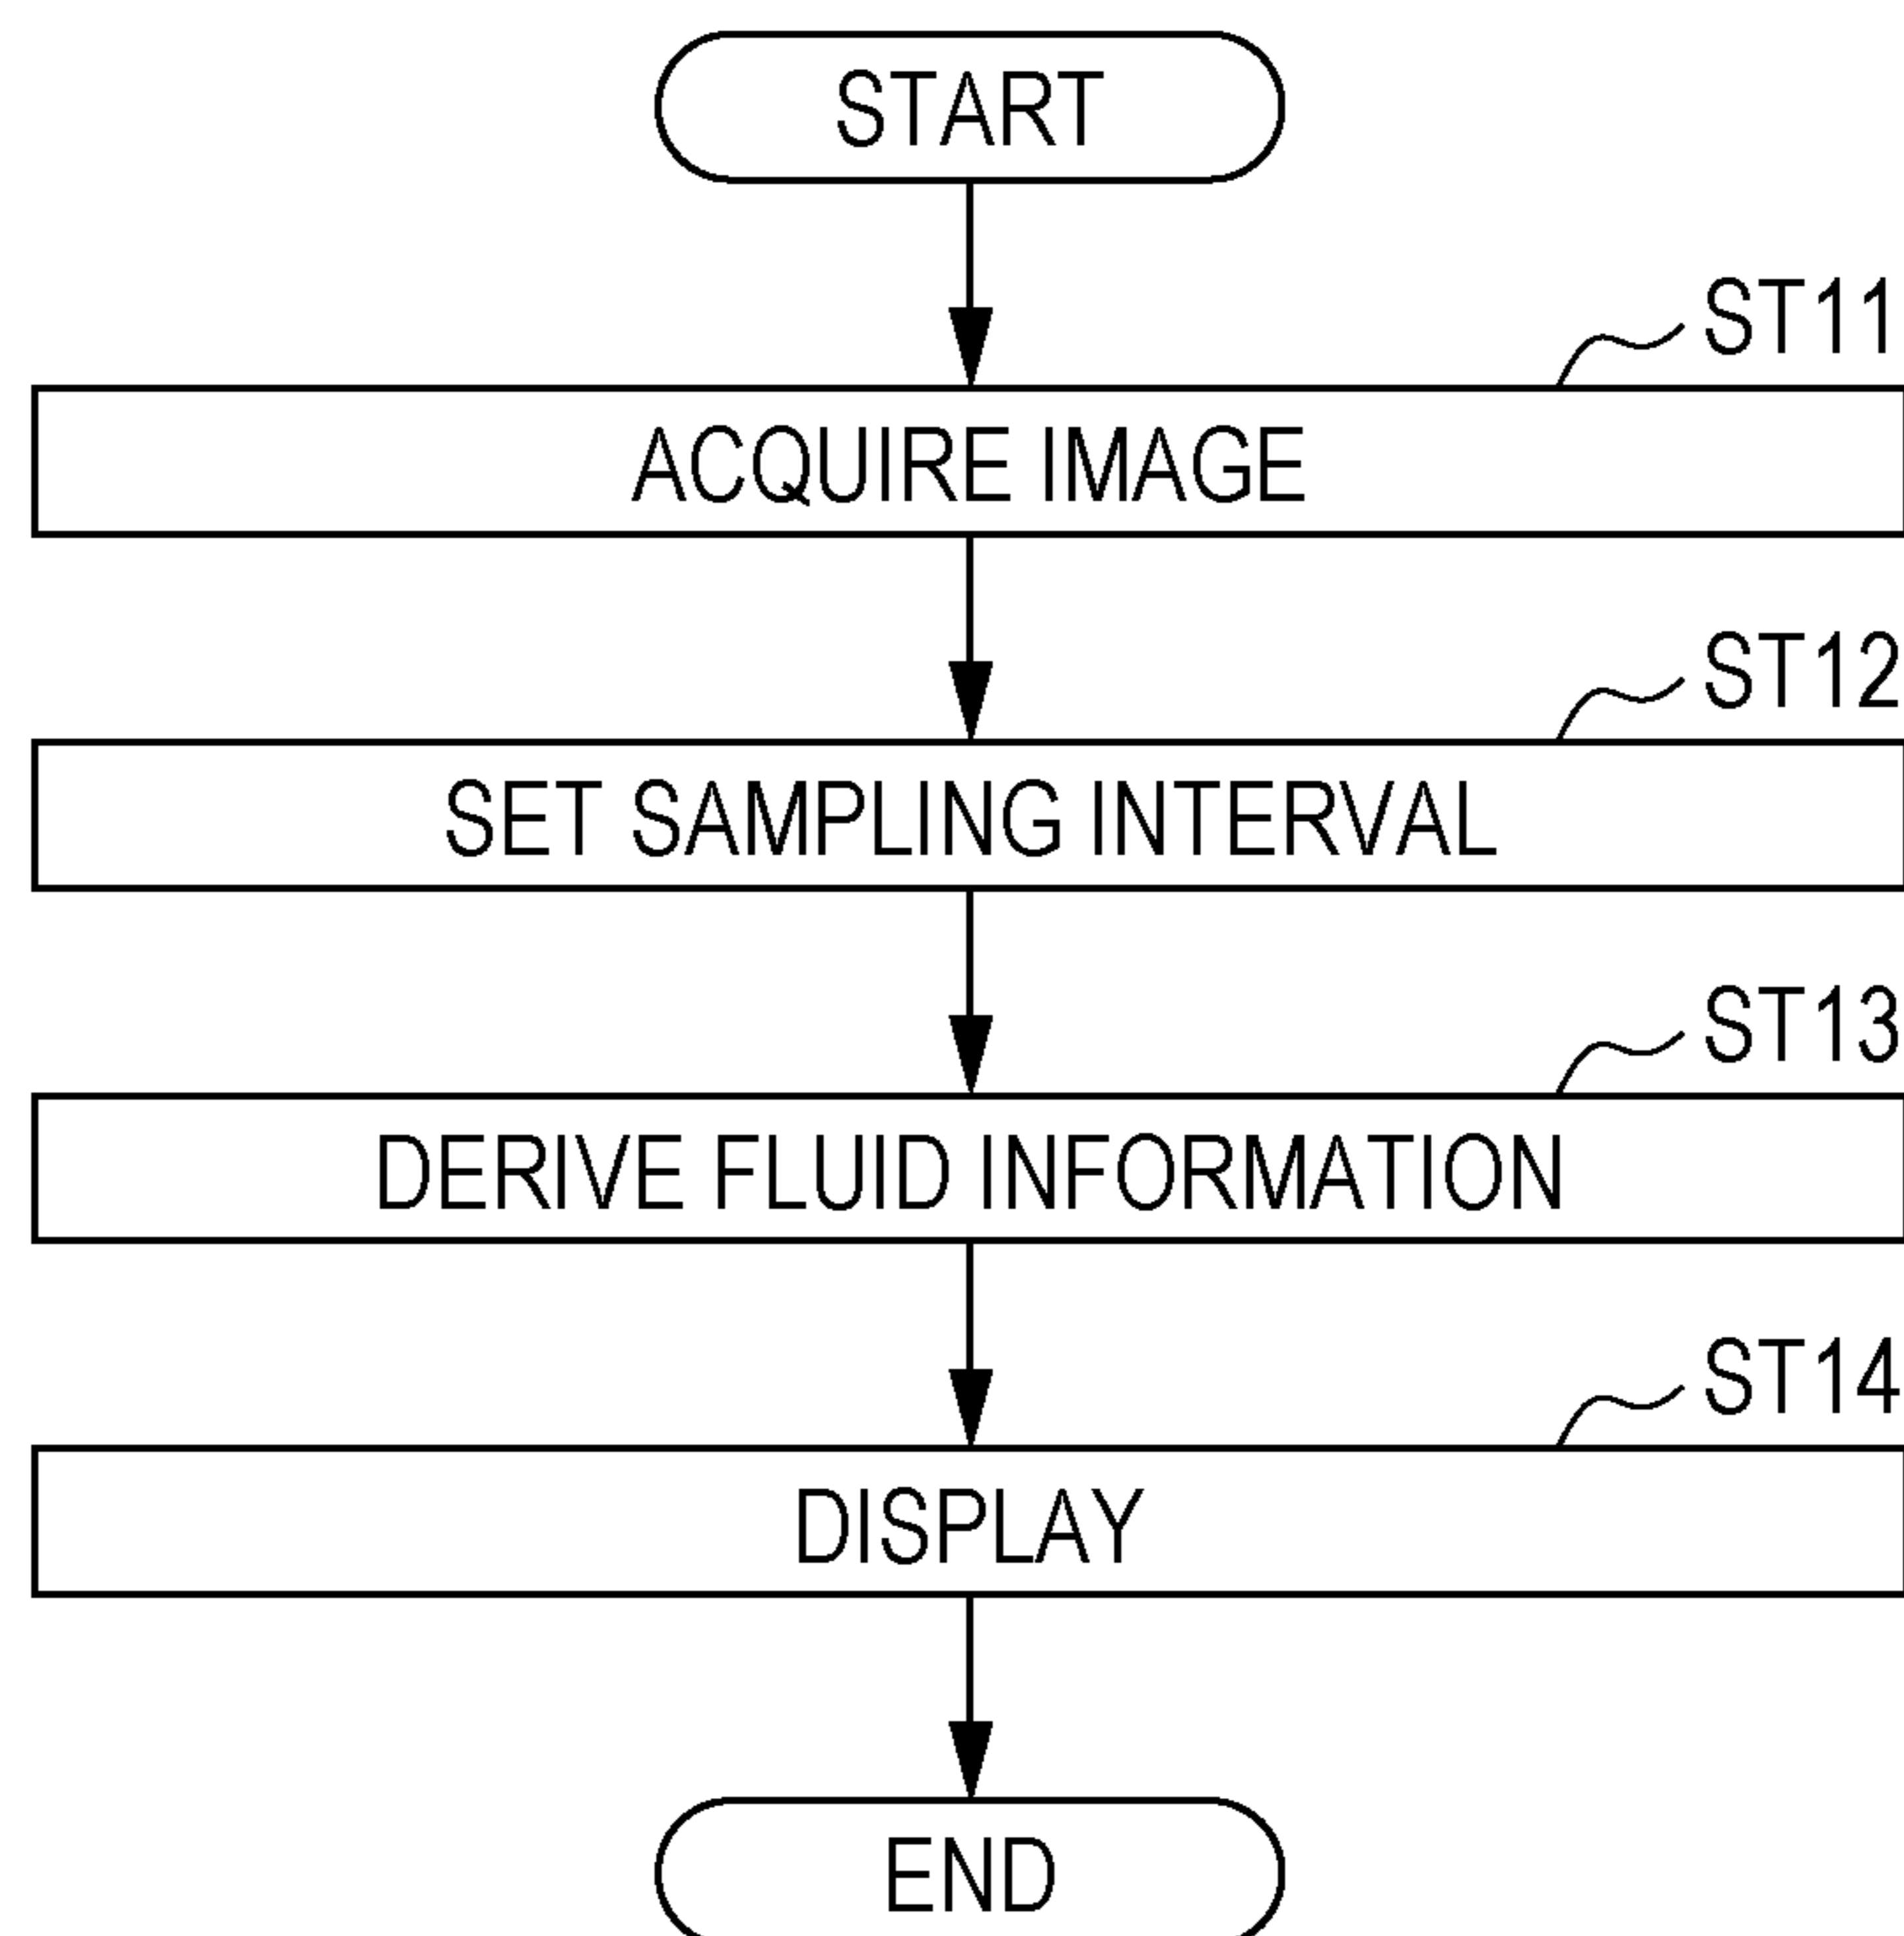 START
ST11
ACQUIRE IMAGE
ST12
SET SAMPLING INTERVAL
ST13
DERIVE FLUID INFORMATION
ST14
DISPLAY
END